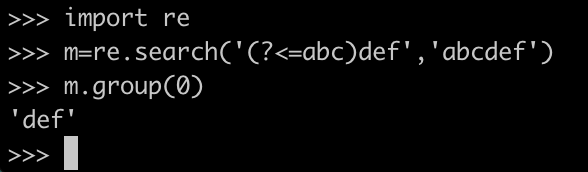 >>> import re
>>> m=re.search('(?<=abc)def','abcdef')
>>> m.group(0)
'def'
>>>